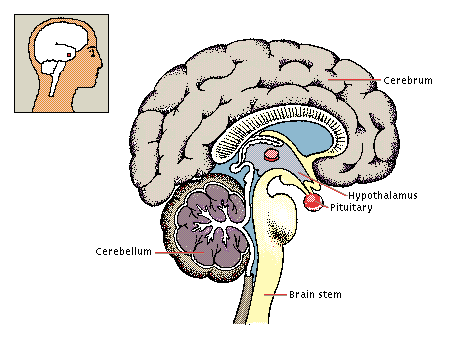 Cerebrum
Hypothalamus
Pituitary
Cerebellum
Brain stem